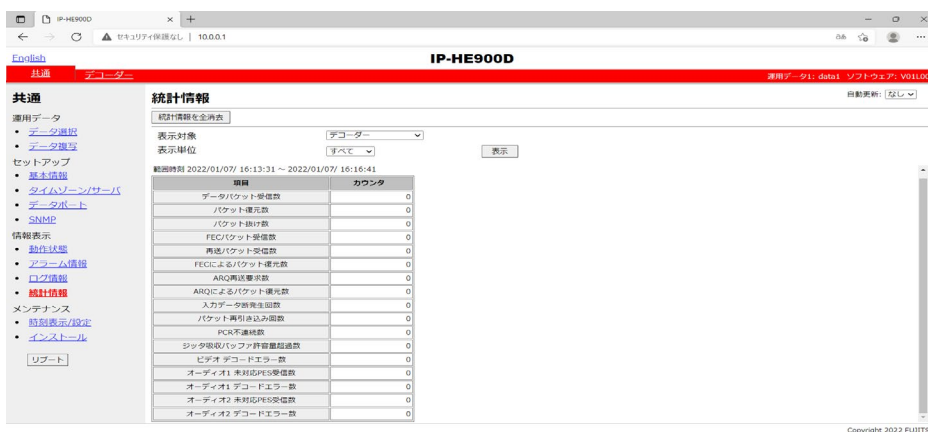 IP-HE900D
セキュリティ保護なし | 10.0.0.1
English
IP-HE900D
共通 デコーダー
運用データ1: data1 ソフトウェア: V01L00
共通
運用データ
・ データ選択
・ データ複写
セットアップ
・ 基本情報
・ タイムゾーン/サーバ
・ データポート
・ SNMP
情報表示
・ 動作状態
・ アラーム情報
・ ログ情報
・ 統計情報
メンテナンス
・ 時刻表示/設定
・ インストール
リブート
統計情報
自動更新: なし
統計情報を全消去
表示対象 デコーダー
表示単位 すべて 表示
範囲時刻 2022/01/07/ 16:13:31 ~ 2022/01/07/ 16:16:41
項目 カウンタ
データパケット受信数 0
パケット復元数 0
パケット抜け数 0
FECパケット受信数 0
再送パケット受信数 0
FECによるパケット復元数 0
ARQ再送要求数 0
ARQによるパケット復元数 0
入力データ断発生回数 0
パケット再引き込み回数 0
PCR不連続数 0
ジッタ吸収バッファ許容量超過数 0
ビデオ デコードエラー数 0
オーディオ1 未対応PES受信数 0
オーディオ1 デコードエラー数 0
オーディオ2 未対応PES受信数 0
オーディオ2 デコードエラー数 0
Copyright 2022 FUJITS